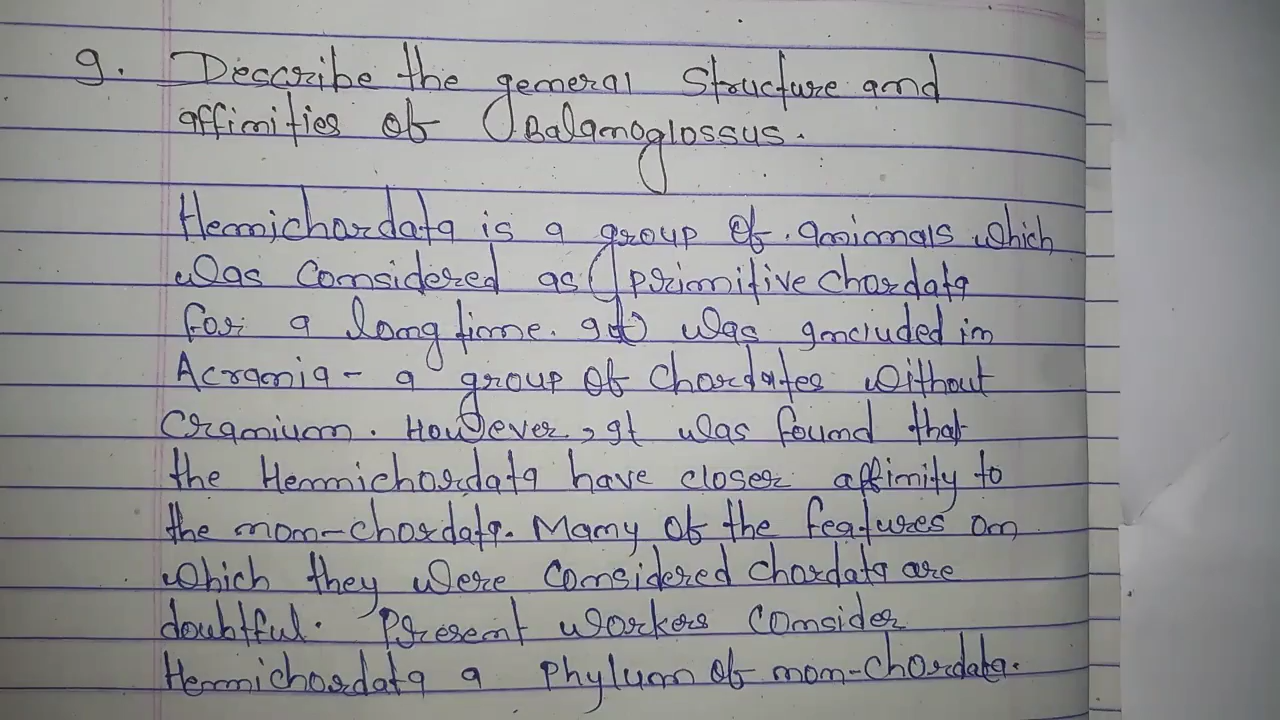 9. Describe the general Structure and
affinities of Balanoglossus.
Hemichordata is a group of animals which
was Considered as primitive chordata
for a long time. It was included in
Acrania - a group of Chordates without
Cranium. However, It was found that
the Hemichordata have closer affinity to
the non-chordata. Many of the features on
which they were Considered chordata are
doubtful. Present workers Consider
Hemichordata a Phylum of non-chordata.